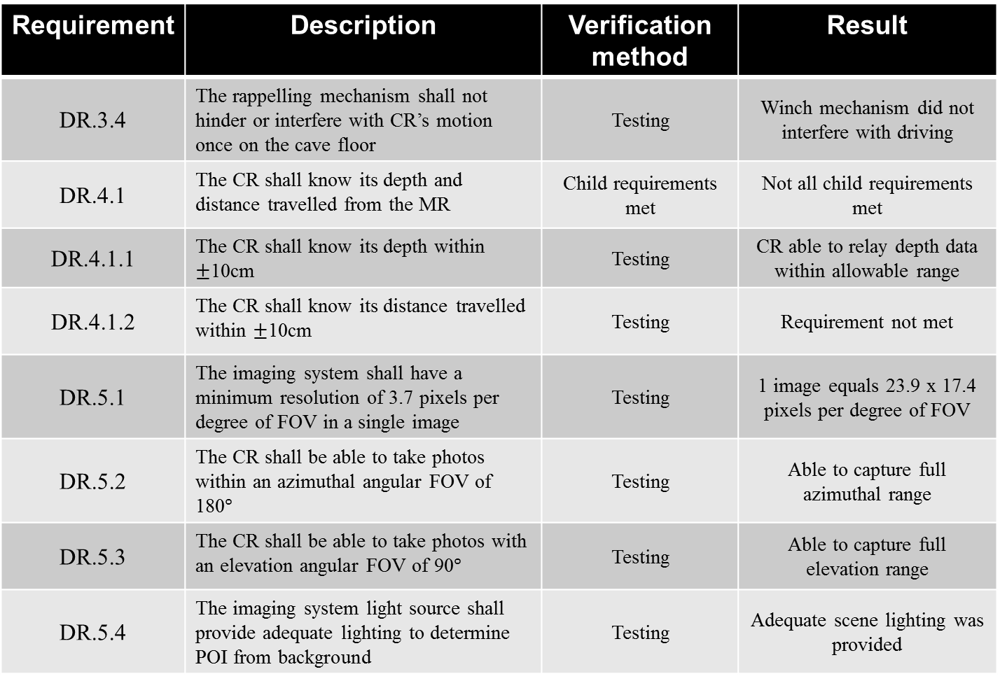 Requirement
Description
Verification
method
Result
DR.3.4
The rappelling mechanism shall not
hinder or interfere with CR’s motion
once on the cave floor
Testing
Winch mechanism did not
interfere with driving
DR.4.1
The CR shall know its depth and
distance travelled from the MR
Child requirements
met
Not all child requirements
met
DR.4.1.1
The CR shall know its depth within
±10cm
Testing
CR able to relay depth data
within allowable range
DR.4.1.2
The CR shall know its distance travelled
within ±10cm
Testing
Requirement not met
DR.5.1
The imaging system shall have a
minimum resolution of 3.7 pixels per
degree of FOV in a single image
Testing
1 image equals 23.9 x 17.4
pixels per degree of FOV
DR.5.2
The CR shall be able to take photos
within an azimuthal angular FOV of
180°
Testing
Able to capture full
azimuthal range
DR.5.3
The CR shall be able to take photos with
an elevation angular FOV of 90°
Testing
Able to capture full
elevation range
DR.5.4
The imaging system light source shall
provide adequate lighting to determine
POI from background
Testing
Adequate scene lighting was
provided